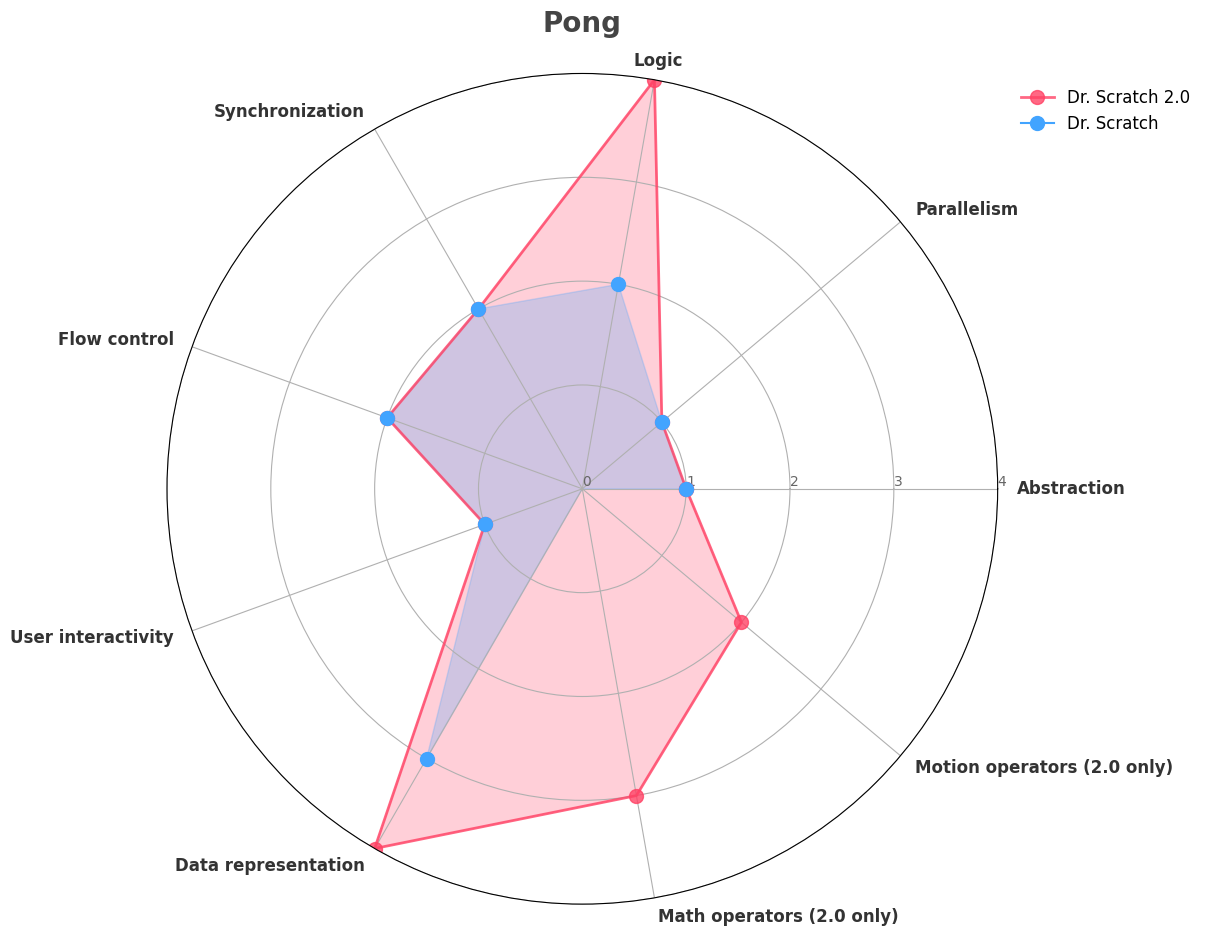 Pong
Logic
Dr. Scratch 2.0
Dr. Scratch
Synchronization
Parallelism
Flow control
0 1 2 3 4
Abstraction
User interactivity
Motion operators (2.0 only)
Data representation
Math operators (2.0 only)